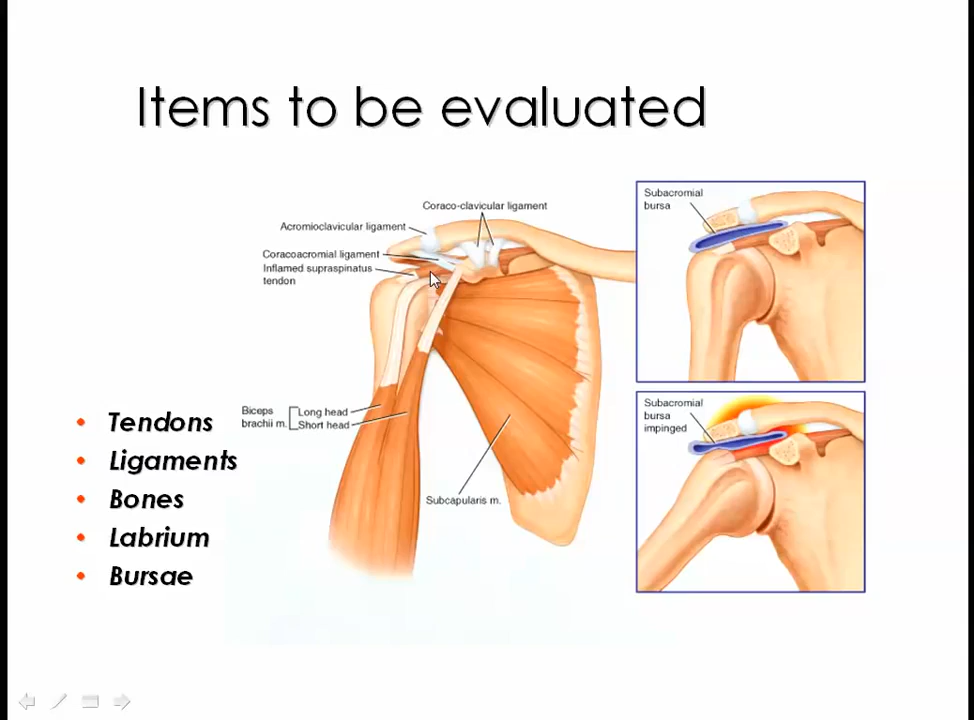 Items to be evaluated
Coraco-clavicular ligament
Acromioclavicular ligament
Coracoacromial ligament
Inflamed supraspinatus
tendon
Biceps
brachii m.
Long head
Short head
Subcapularis m.
Subacromial
bursa
Subacromial
bursa
impinged
• Tendons
• Ligaments
• Bones
• Labrium
• Bursae